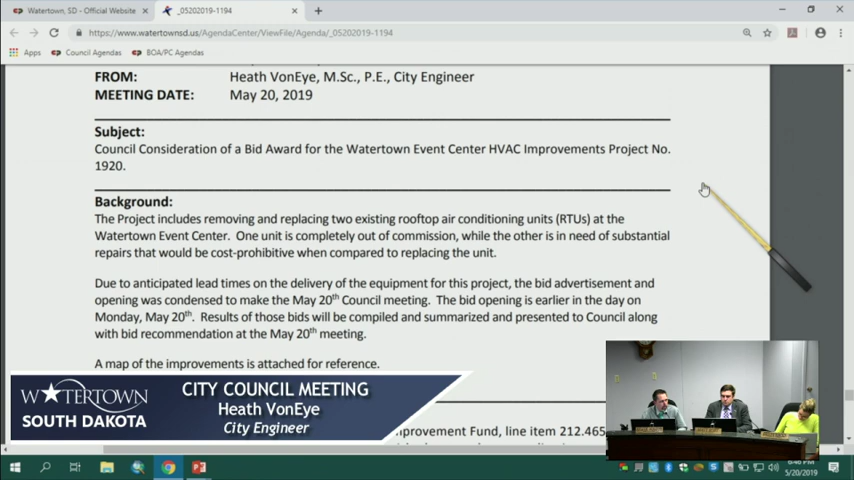 Watertown, SD - Official Website
_05202019-1194
https://www.watertownsd.us/AgendaCenter/ViewFile/Agenda/_05202019-1194
Apps
Council Agendas
BOA/PC Agendas
FROM: Heath VonEye, M.Sc., P.E., City Engineer
MEETING DATE: May 20, 2019
Subject:
Council Consideration of a Bid Award for the Watertown Event Center HVAC Improvements Project No.
1920.
Background:
The Project includes removing and replacing two existing rooftop air conditioning units (RTUs) at the
Watertown Event Center. One unit is completely out of commission, while the other is in need of substantial
repairs that would be cost-prohibitive when compared to replacing the unit.
Due to anticipated lead times on the delivery of the equipment for this project, the bid advertisement and
opening was condensed to make the May 20th Council meeting. The bid opening is earlier in the day on
Monday, May 20th. Results of those bids will be compiled and summarized and presented to Council along
with bid recommendation at the May 20th meeting.
A map of the improvements is attached for reference.
mprovement Fund, line item 212.465
WATERTOWN
SOUTH DAKOTA
CITY COUNCIL MEETING
Heath VonEye
City Engineer
6:46 PM
5/20/2019